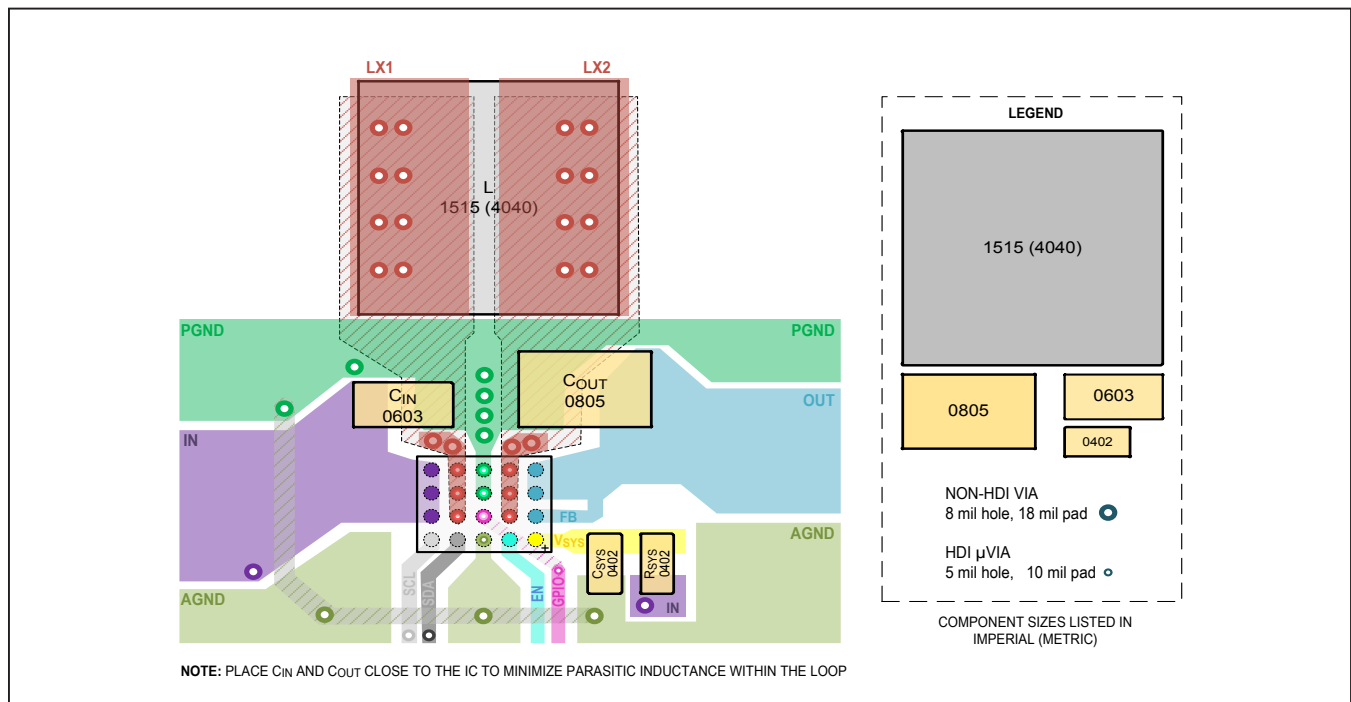 LX1
LX2
L
1515 (4040)
PGND
PGND
CIN
0603
COUT
0805
OUT
IN
FB
VSYS
AGND
+
CSYS
0402
RSYS
0402
SCL
SDA
EN
GPIO
IN
AGND
NOTE: PLACE CIN AND COUT CLOSE TO THE IC TO MINIMIZE PARASITIC INDUCTANCE WITHIN THE LOOP
LEGEND
1515 (4040)
0805
0603
0402
NON-HDI VIA
8 mil hole, 18 mil pad
HDI µVIA
5 mil hole, 10 mil pad
COMPONENT SIZES LISTED IN
IMPERIAL (METRIC)